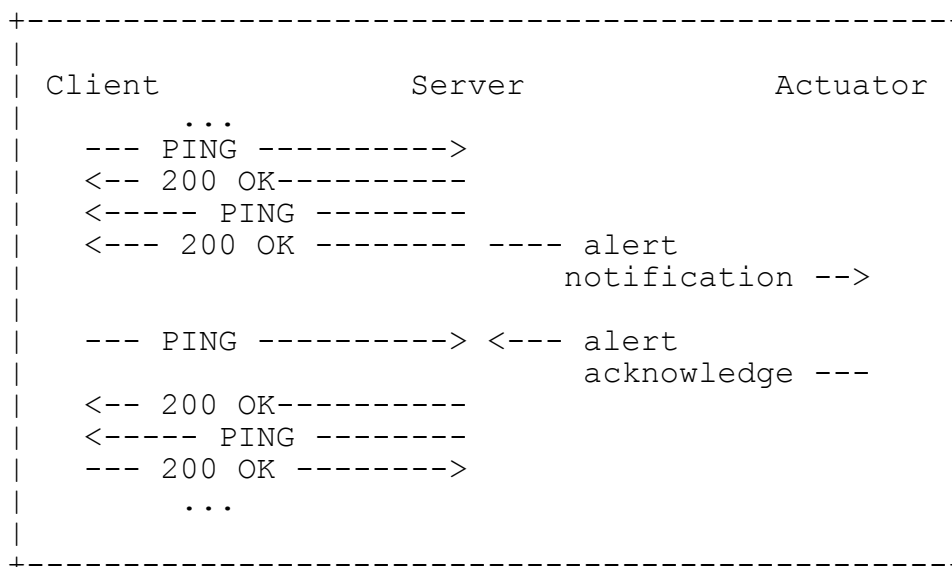 +------------------------------------------------
|
| Client             Server             Actuator
|        ...
|   --- PING ---------->
|   <-- 200 OK----------
|   <----- PING --------
|   <--- 200 OK -------- ---- alert
|                            notification -->
|
|   --- PING ----------> <--- alert
|                             acknowledge ---
|   <-- 200 OK----------
|   <----- PING --------
|   --- 200 OK -------->
|        ...
|
+------------------------------------------------